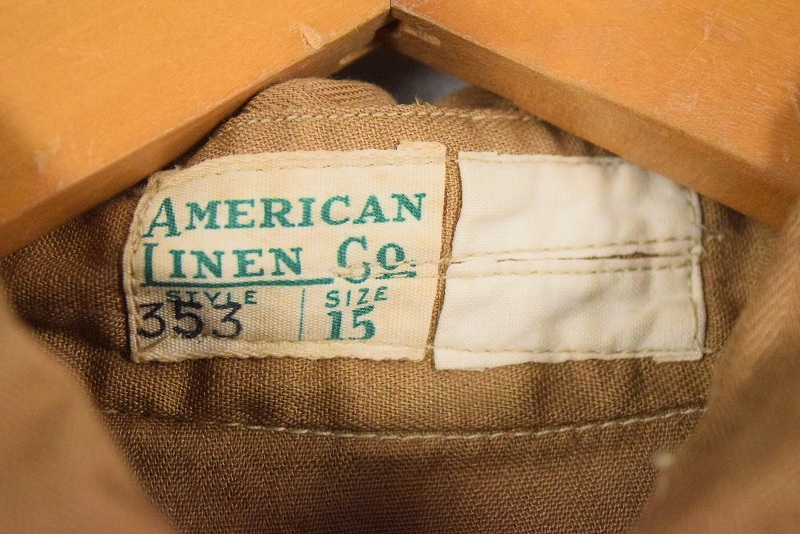 AMERICAN
LINEN Co
STYLE SIZE
353 15